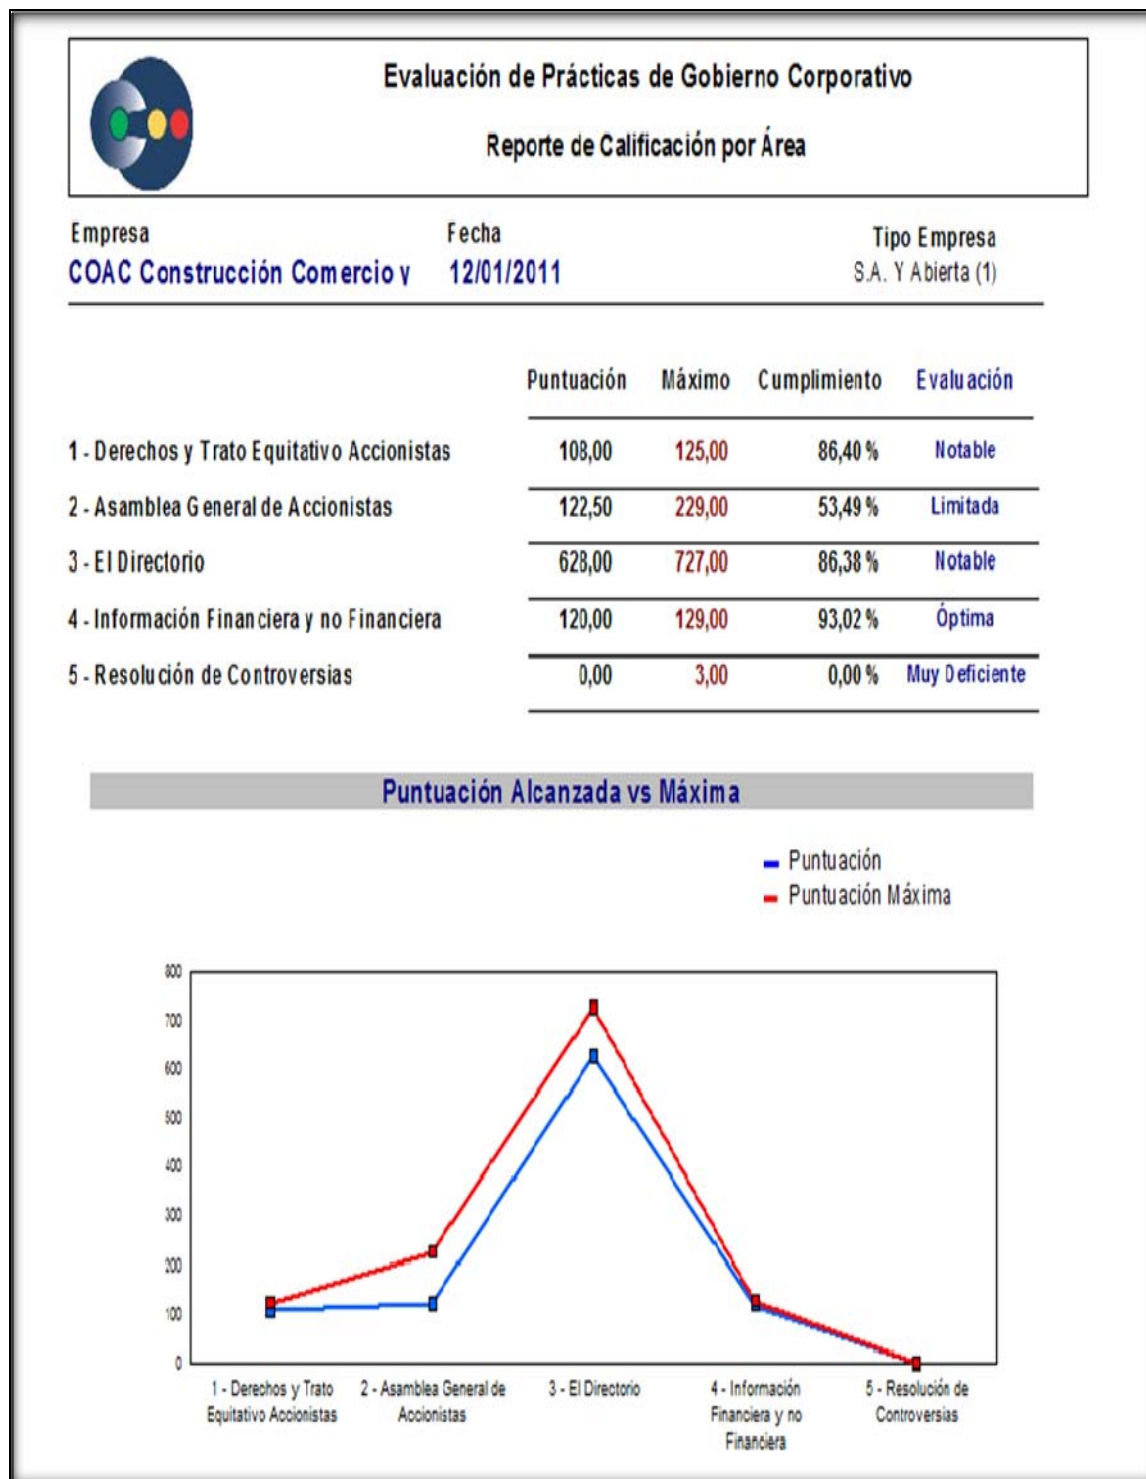 Evaluación de Prácticas de Gobierno Corporativo
Reporte de Calificación por Área
Empresa Fecha Tipo Empresa
COAC Construcción Comercio y 12/01/2011 S.A. Y Abierta (1)
Puntuación Máximo Cumplimiento Evaluación
1 - Derechos y Trato Equitativo Accionistas 108,00 125,00 86,40 % Notable
2 - Asamblea General de Accionistas 122,50 229,00 53,49 % Limitada
3 - El Directorio 628,00 727,00 86,38 % Notable
4 - Información Financiera y no Financiera 120,00 129,00 93,02 % Óptima
5 - Resolución de Controversias 0,00 3,00 0,00 % Muy Deficiente
Puntuación Alcanzada vs Máxima
Puntuación
Puntuación Máxima
800
700
600
500
400
300
200
100
0
1 - Derechos y Trato Equitativo Accionistas
2 - Asamblea General de Accionistas
3 - El Directorio
4 - Información Financiera y no Financiera
5 - Resolución de Controversias